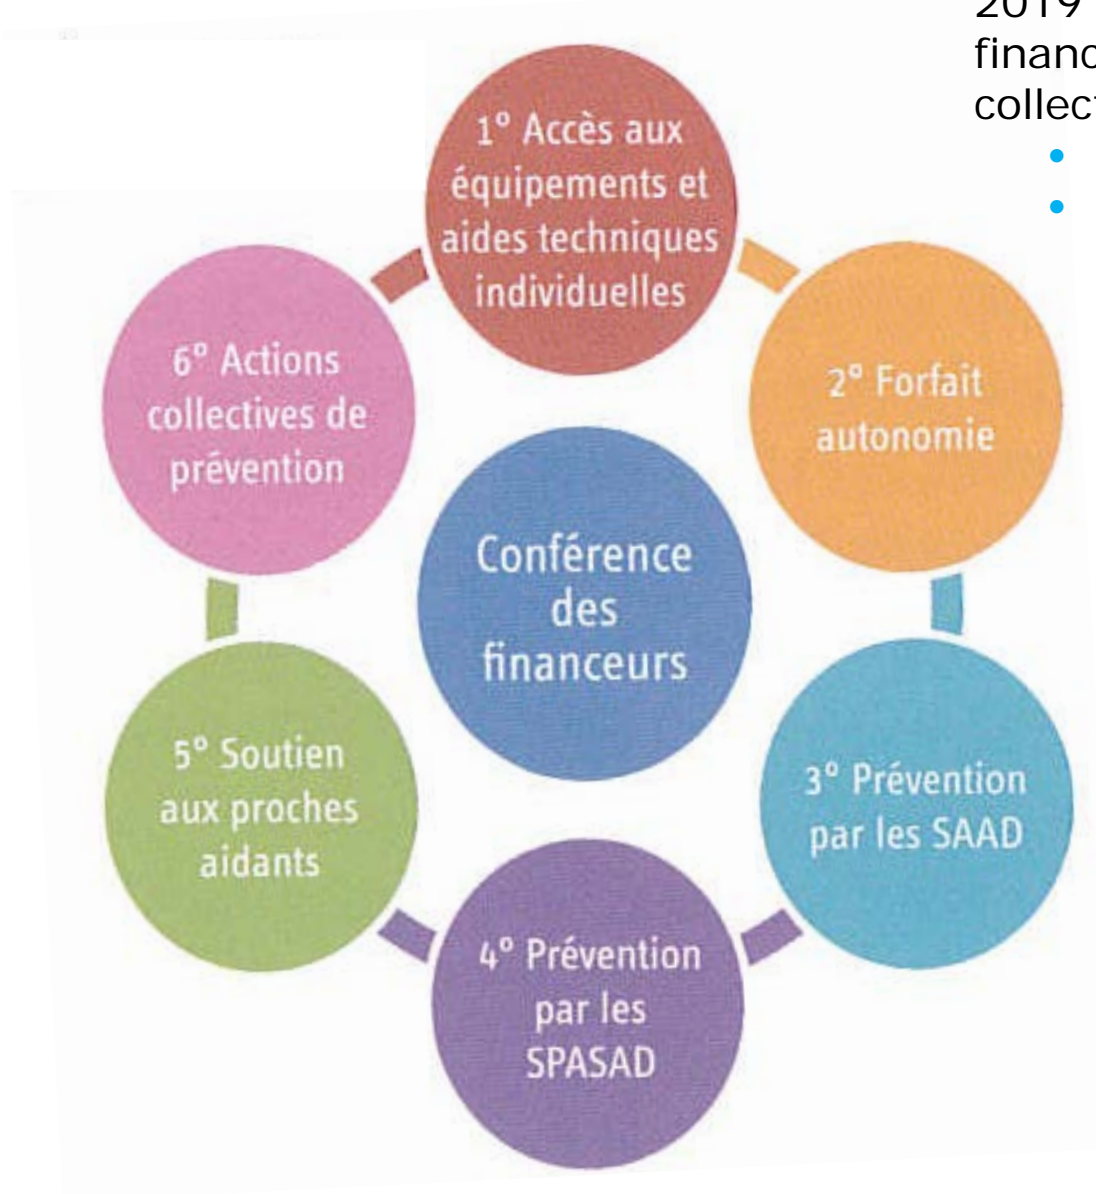 2019
financ
collect
1° Accès aux
équipements et
aides techniques
individuelles
2° Forfait
autonomie
3° Prévention
par les SAAD
4° Prévention
par les
SPASAD
5° Soutien
aux proches
aidants
6° Actions
collectives de
prévention
Conférence
des
financeurs